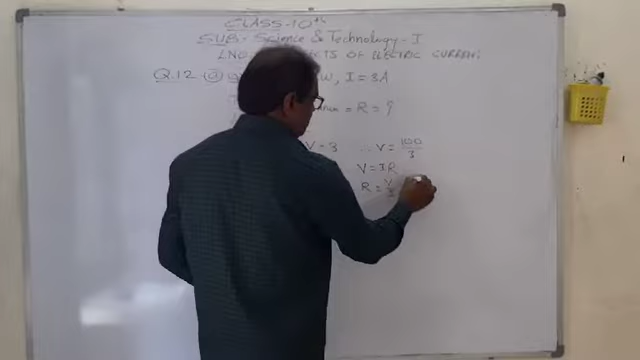 CLASS-10th
SUB- Science & Technology - I
LNO: EFFECTS OF ELECTRIC CURRENT:
Q.12 (a) W, I = 3A
= R = ?
V = 3 ∴ V = 100/3
V = IR
R = V/I